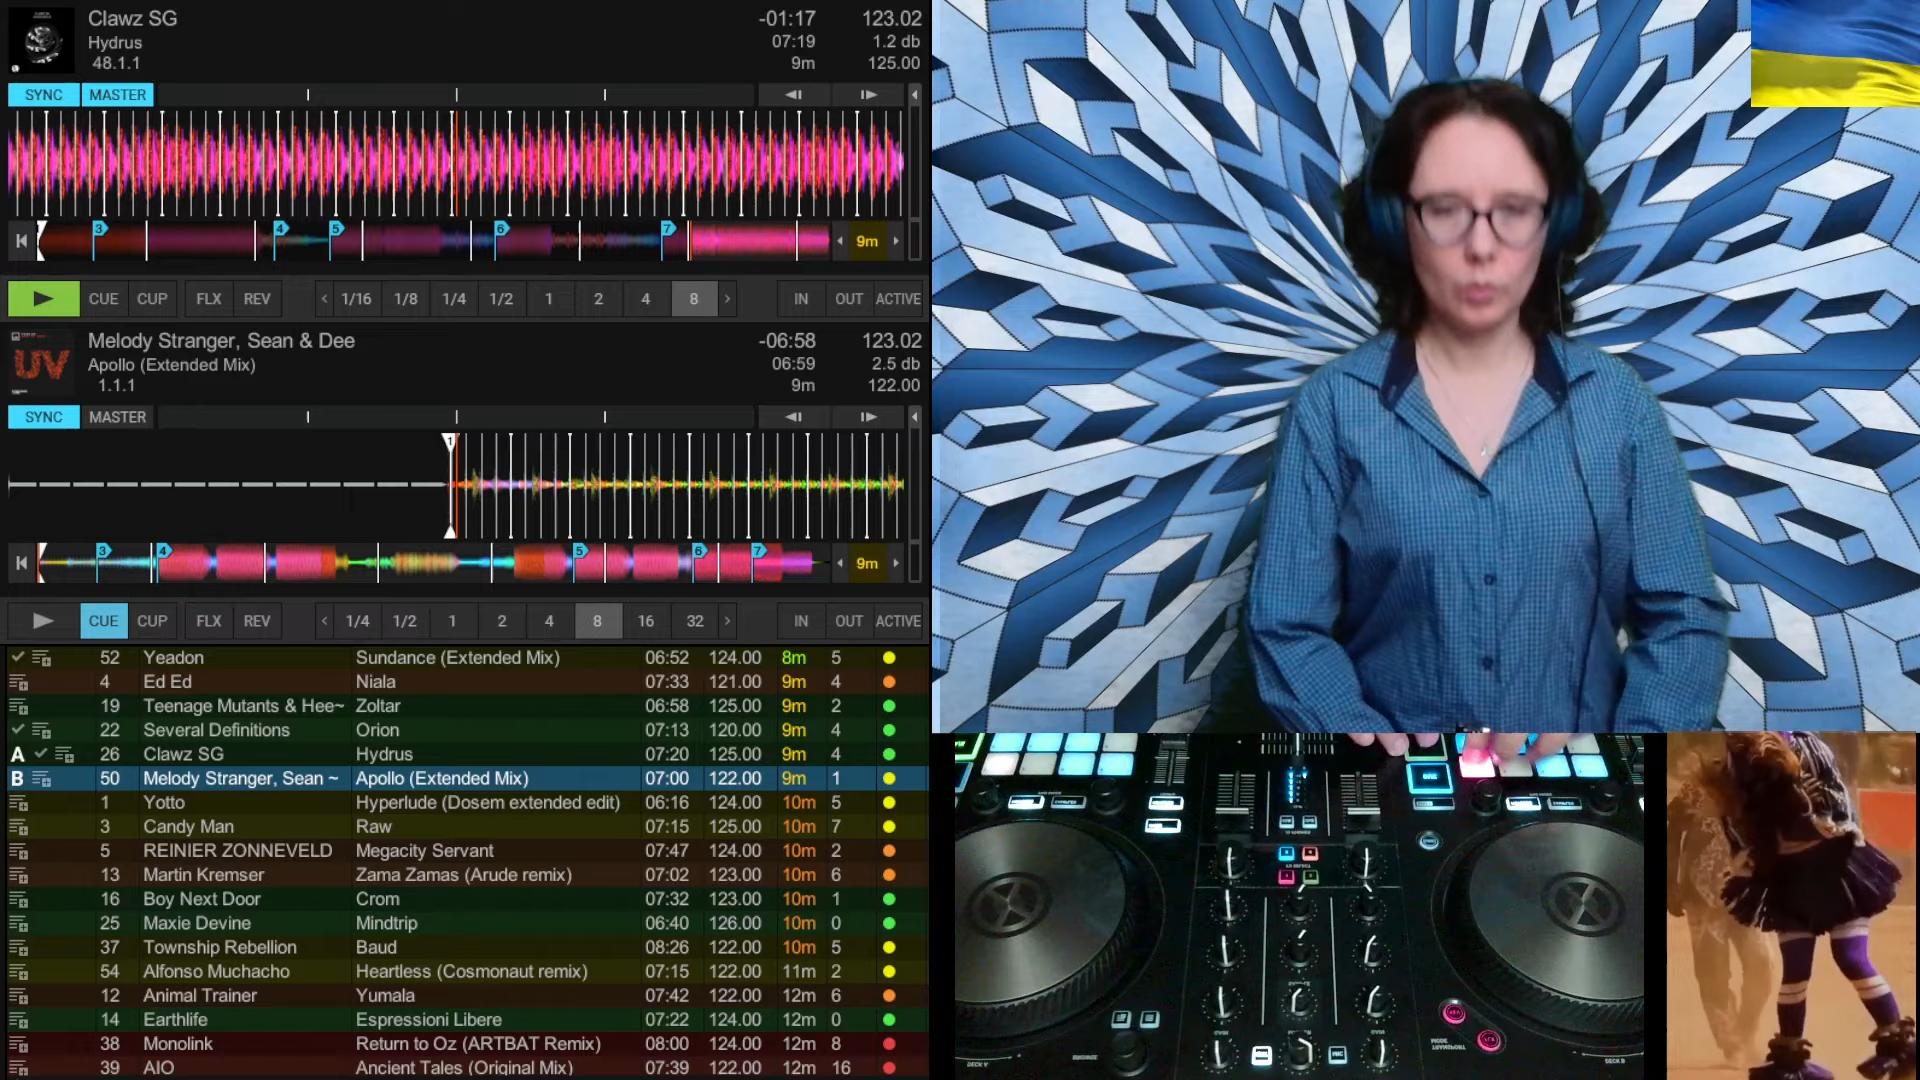 Clawz SG -01:17 123.02
Hydrus 07:19 1.2 db
48.1.1 9m 125.00
SYNC MASTER
3 4 5 6 7 9m
CUE CUP FLX REV 1/16 1/8 1/4 1/2 1 2 4 8 IN OUT ACTIVE
UV
Melody Stranger, Sean & Dee -06:58 123.02
Apollo (Extended Mix) 06:59 2.5 db
1.1.1 9m 122.00
SYNC MASTER
1
3 4 5 6 7 9m
CUE CUP FLX REV 1/4 1/2 1 2 4 8 16 32 IN OUT ACTIVE
52 Yeadon Sundance (Extended Mix) 06:52 124.00 8m 5
4 Ed Ed Niala 07:33 121.00 9m 4
19 Teenage Mutants & Hee~ Zoltar 06:58 125.00 9m 2
22 Several Definitions Orion 07:13 120.00 9m 4
A 26 Clawz SG Hydrus 07:20 125.00 9m 4
B 50 Melody Stranger, Sean ~ Apollo (Extended Mix) 07:00 122.00 9m 1
1 Yotto Hyperlude (Dosem extended edit) 06:16 124.00 10m 5
3 Candy Man Raw 07:15 125.00 10m 7
5 REINIER ZONNEVELD Megacity Servant 07:47 124.00 10m 2
13 Martin Kremser Zama Zamas (Arude remix) 07:02 123.00 10m 6
16 Boy Next Door Crom 07:32 123.00 10m 1
25 Maxie Devine Mindtrip 06:40 126.00 10m 0
37 Township Rebellion Baud 08:26 122.00 10m 5
54 Alfonso Muchacho Heartless (Cosmonaut remix) 07:15 122.00 11m 2
12 Animal Trainer Yumala 07:42 122.00 12m 6
14 Earthlife Espressioni Libere 07:22 124.00 12m 0
38 Monolink Return to Oz (ARTBAT Remix) 08:00 124.00 12m 8
39 AIO Ancient Tales (Original Mix) 07:39 122.00 12m 16